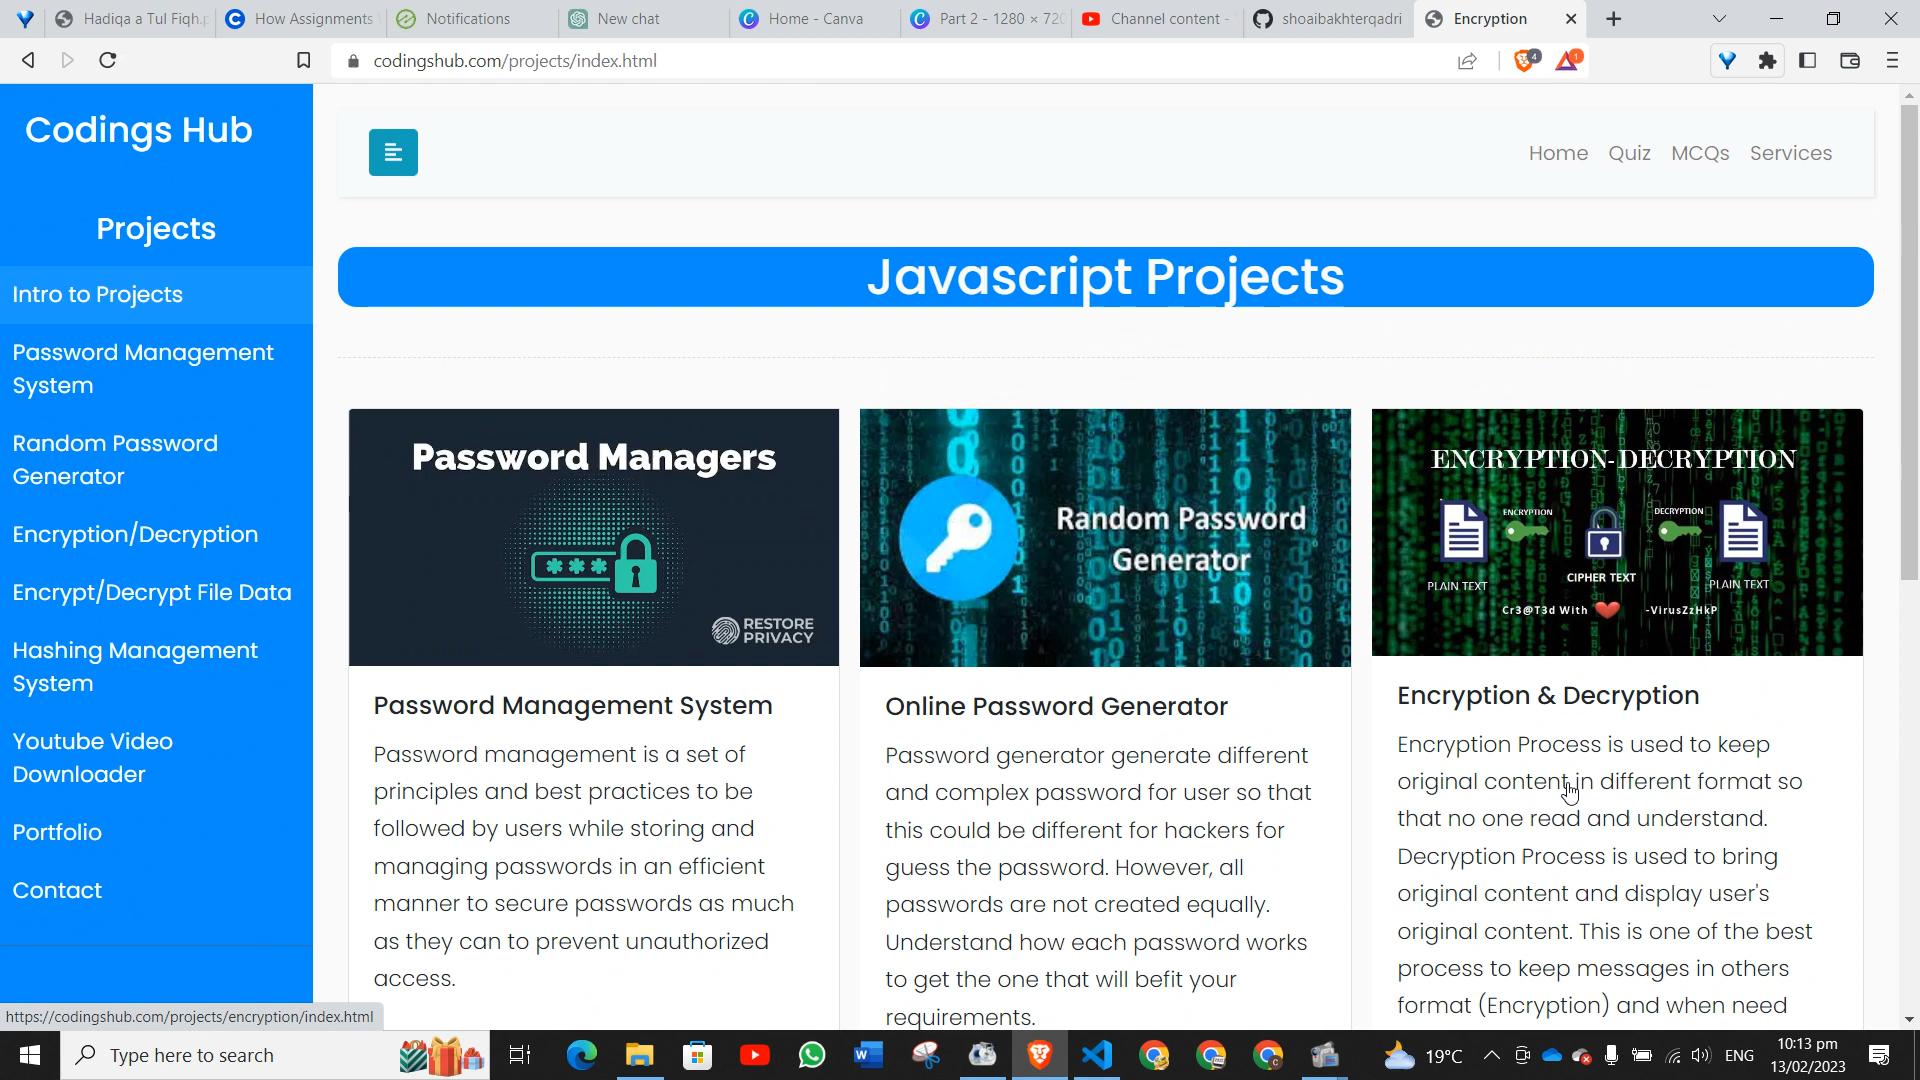 Hadiqa a Tul Fiqh.p
How Assignments
Notifications
New chat
Home - Canva
Part 2 - 1280 × 720
Channel content -
shoaibakhterqadri
Encryption
codingshub.com/projects/index.html
4
1
Codings Hub
Projects
Intro to Projects
Password Management
System
Random Password
Generator
Encryption/Decryption
Encrypt/Decrypt File Data
Hashing Management
System
Youtube Video
Downloader
Portfolio
Contact
Home Quiz MCQs Services
Javascript Projects
Password Managers
***
RESTORE
PRIVACY
Password Management System
Password management is a set of
principles and best practices to be
followed by users while storing and
managing passwords in an efficient
manner to secure passwords as much
as they can to prevent unauthorized
access.
Random Password
Generator
Online Password Generator
Password generator generate different
and complex password for user so that
this could be different for hackers for
guess the password. However, all
passwords are not created equally.
Understand how each password works
to get the one that will befit your
requirements.
ENCRYPTION-DECRYPTION
ENCRYPTION
DECRYPTION
PLAIN TEXT
CIPHER TEXT
PLAIN TEXT
Cr3@T3d With -VirusZzHkP
Encryption & Decryption
Encryption Process is used to keep
original content in different format so
that no one read and understand.
Decryption Process is used to bring
original content and display user's
original content. This is one of the best
process to keep messages in others
format (Encryption) and when need
https://codingshub.com/projects/encryption/index.html
Type here to search
19°C
ENG
10:13 pm
13/02/2023